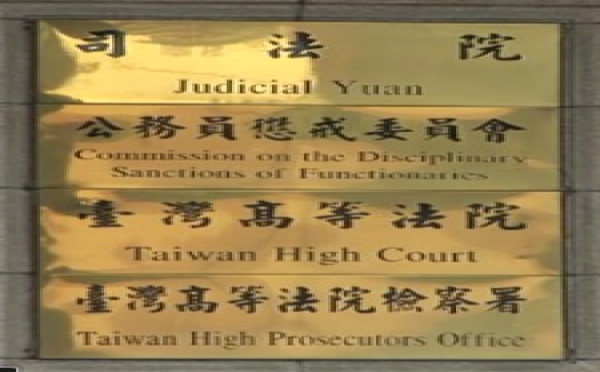 司法院
Judicial Yuan
公務員懲戒委員會
Commission on the Disciplinary
Sanctions of Functionaries
臺灣高等法院
Taiwan High Court
臺灣高等法院檢察署
Taiwan High Prosecutors Office